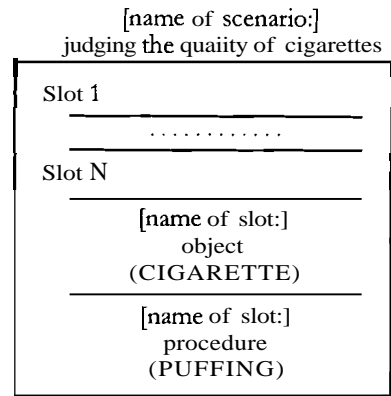 [name of scenario:]
judging the quaiity of cigarettes
Slot 1
............
Slot N
[name of slot:]
object
(CIGARETTE)
[name of slot:]
procedure
(PUFFING)